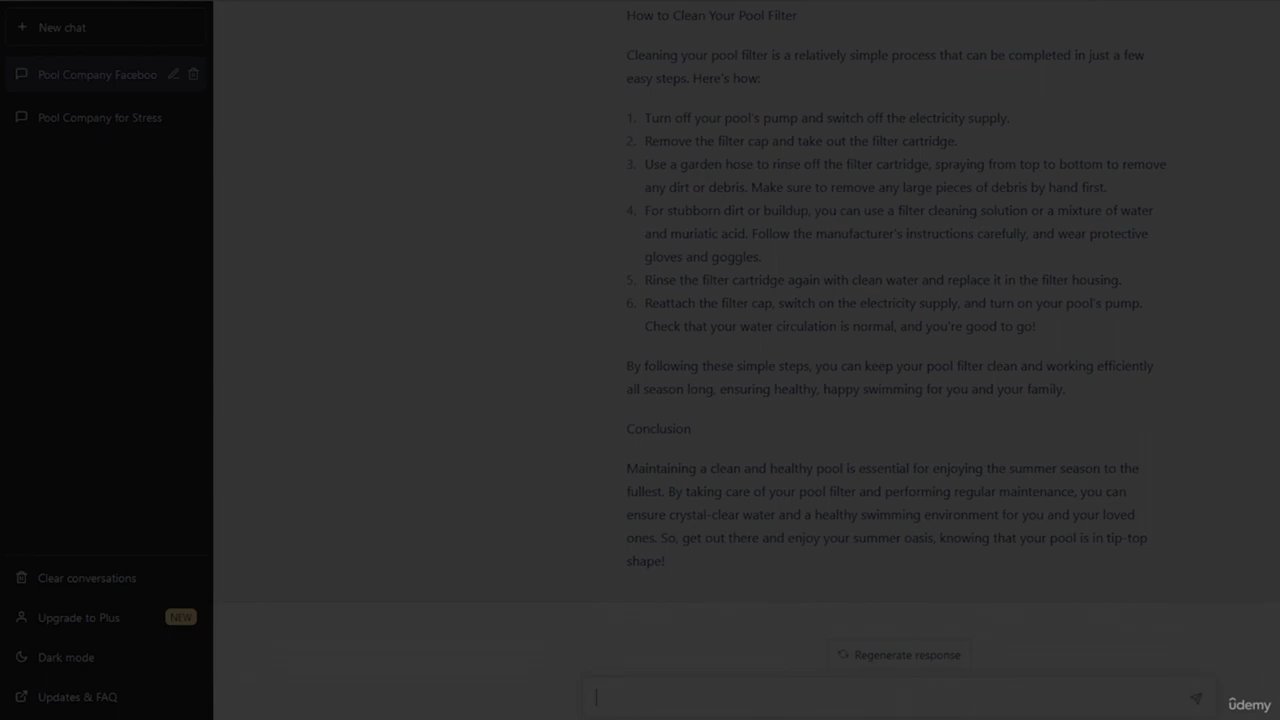 New chat
Pool Company Faceboo
Pool Company for Stress
Clear conversations
Upgrade to Plus NEW
Dark mode
Updates & FAQ
How to Clean Your Pool Filter
Cleaning your pool filter is a relatively simple process that can be completed in just a few
easy steps. Here's how:
1. Turn off your pool's pump and switch off the electricity supply.
2. Remove the filter cap and take out the filter cartridge.
3. Use a garden hose to rinse off the filter cartridge, spraying from top to bottom to remove
any dirt or debris. Make sure to remove any large pieces of debris by hand first.
4. For stubborn dirt or buildup, you can use a filter cleaning solution or a mixture of water
and muriatic acid. Follow the manufacturer's instructions carefully, and wear protective
gloves and goggles.
5. Rinse the filter cartridge again with clean water and replace it in the filter housing.
6. Reattach the filter cap, switch on the electricity supply, and turn on your pool's pump.
Check that your water circulation is normal, and you're good to go!
By following these simple steps, you can keep your pool filter clean and working efficiently
all season long, ensuring healthy, happy swimming for you and your family.
Conclusion
Maintaining a clean and healthy pool is essential for enjoying the summer season to the
fullest. By taking care of your pool filter and performing regular maintenance, you can
ensure crystal-clear water and a healthy swimming environment for you and your loved
ones. So, get out there and enjoy your summer oasis, knowing that your pool is in tip-top
shape!
Regenerate response
ûdemy